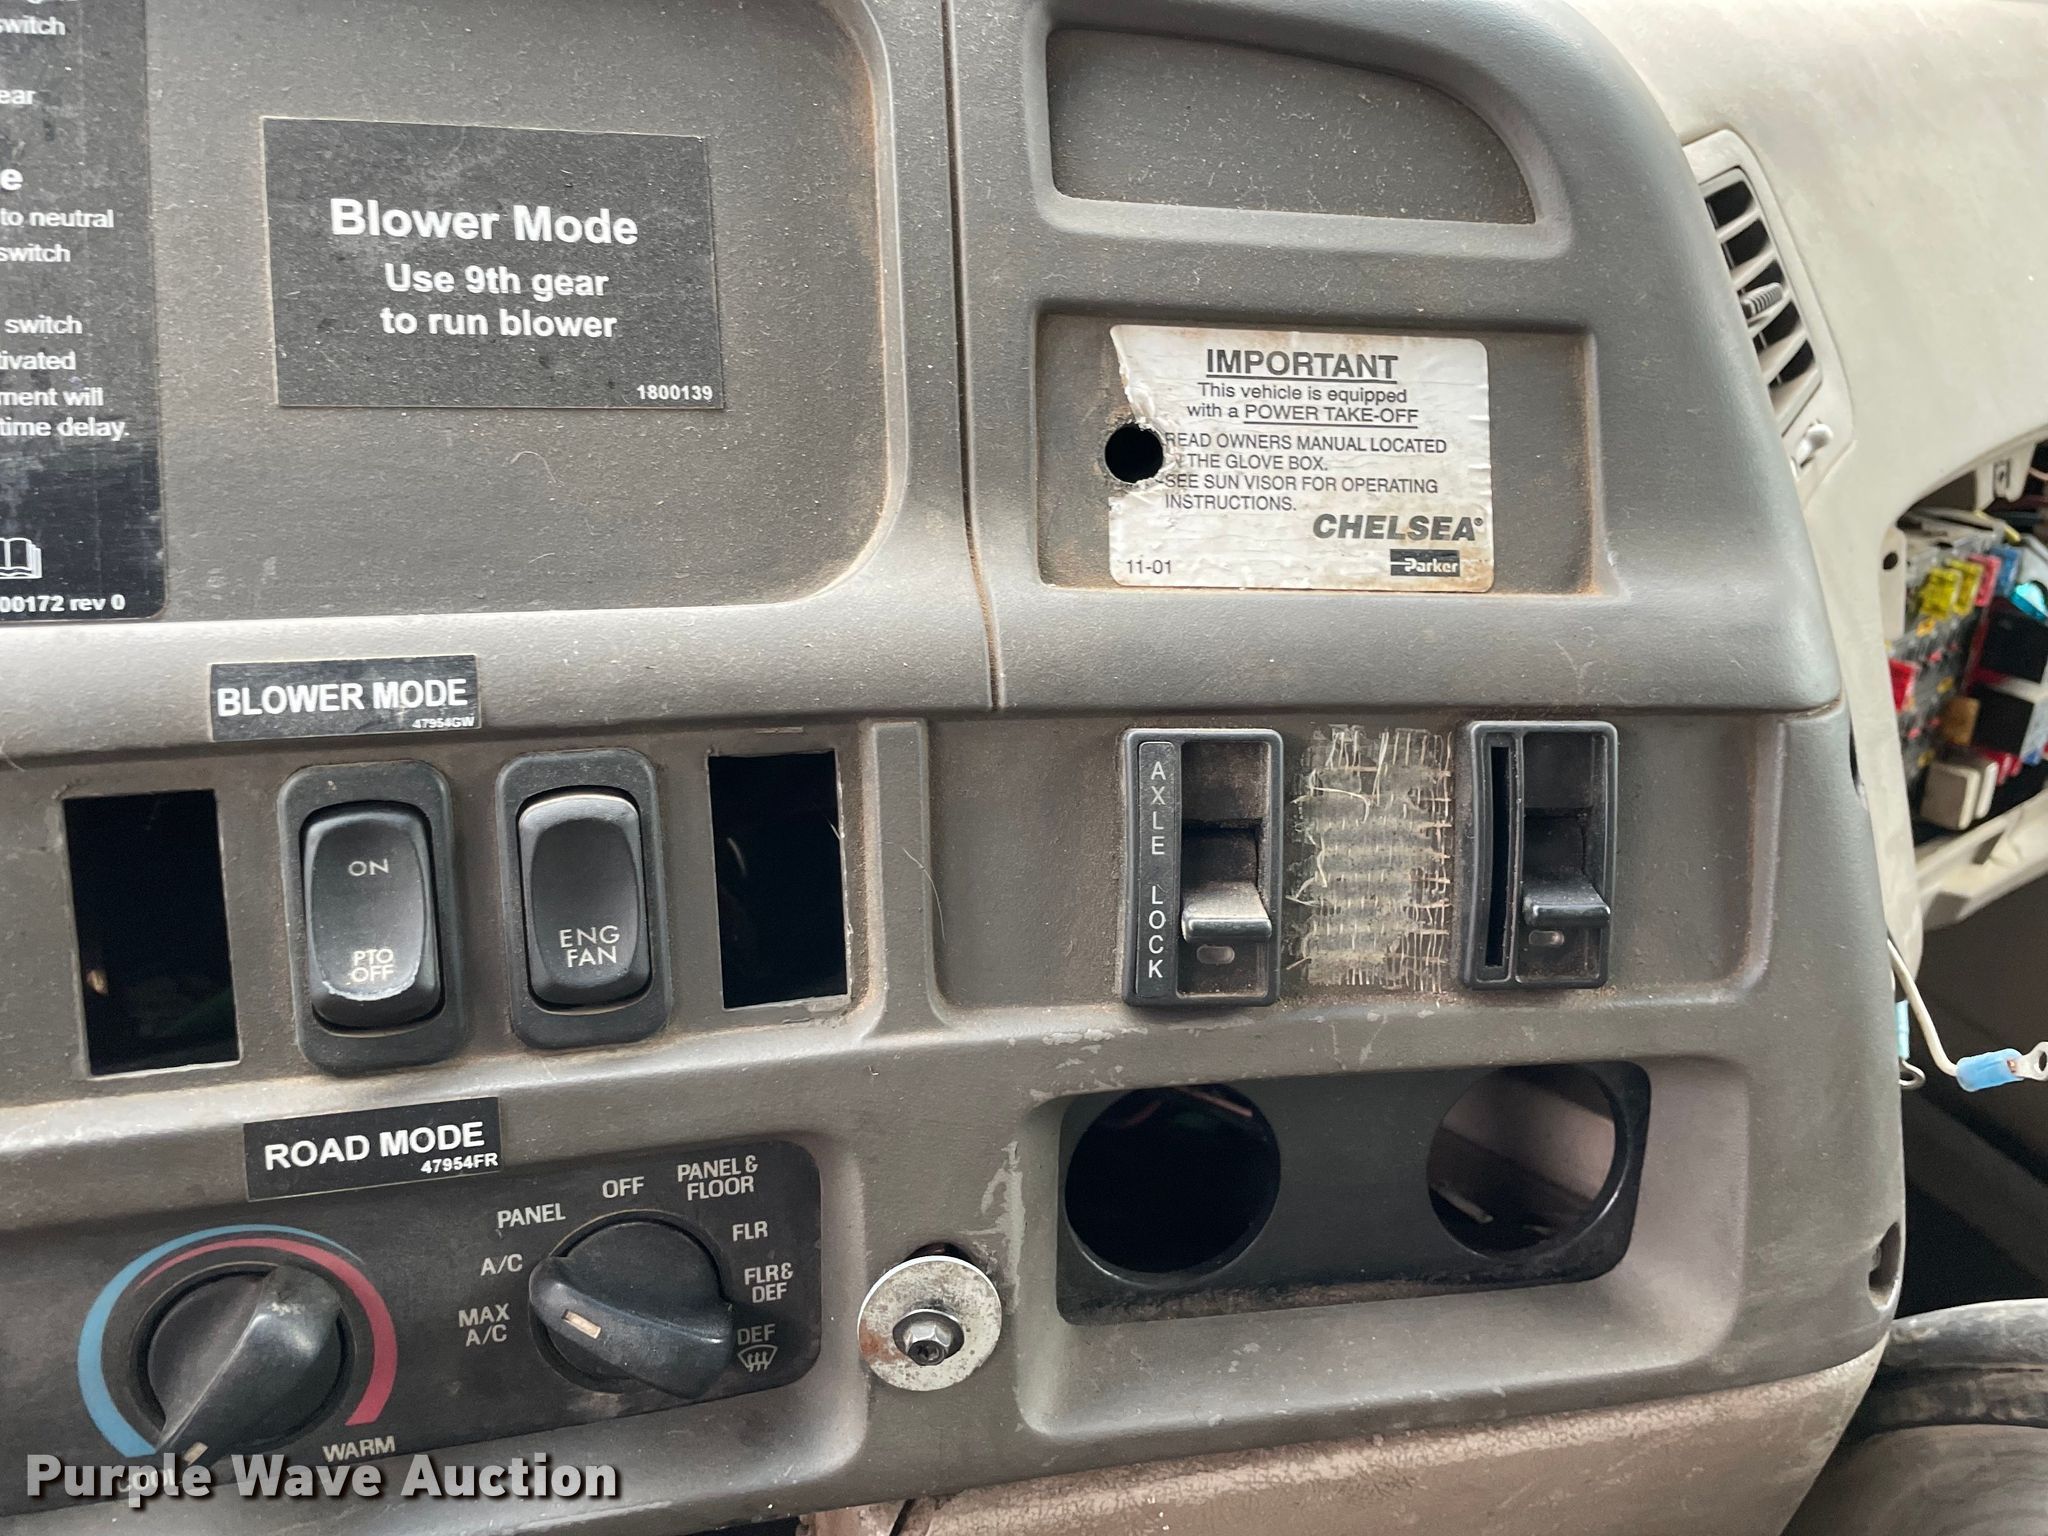 switch
ear
e
to neutral
switch
switch
tivated
ment will
time delay.
00172 rev 0
Blower Mode
Use 9th gear
to run blower
1800139
IMPORTANT
This vehicle is equipped
with a POWER TAKE-OFF
READ OWNERS MANUAL LOCATED
THE GLOVE BOX.
SEE SUN VISOR FOR OPERATING
INSTRUCTIONS.
CHELSEA®
11-01
Parker
BLOWER MODE
47954GW
ON
PTO
OFF
ENG
FAN
AXLE LOCK
ROAD MODE
47954FR
COOL
WARM
MAX
A/C
A/C
PANEL
OFF
PANEL &
FLOOR
FLR
FLR &
DEF
DEF
Purple Wave Auction